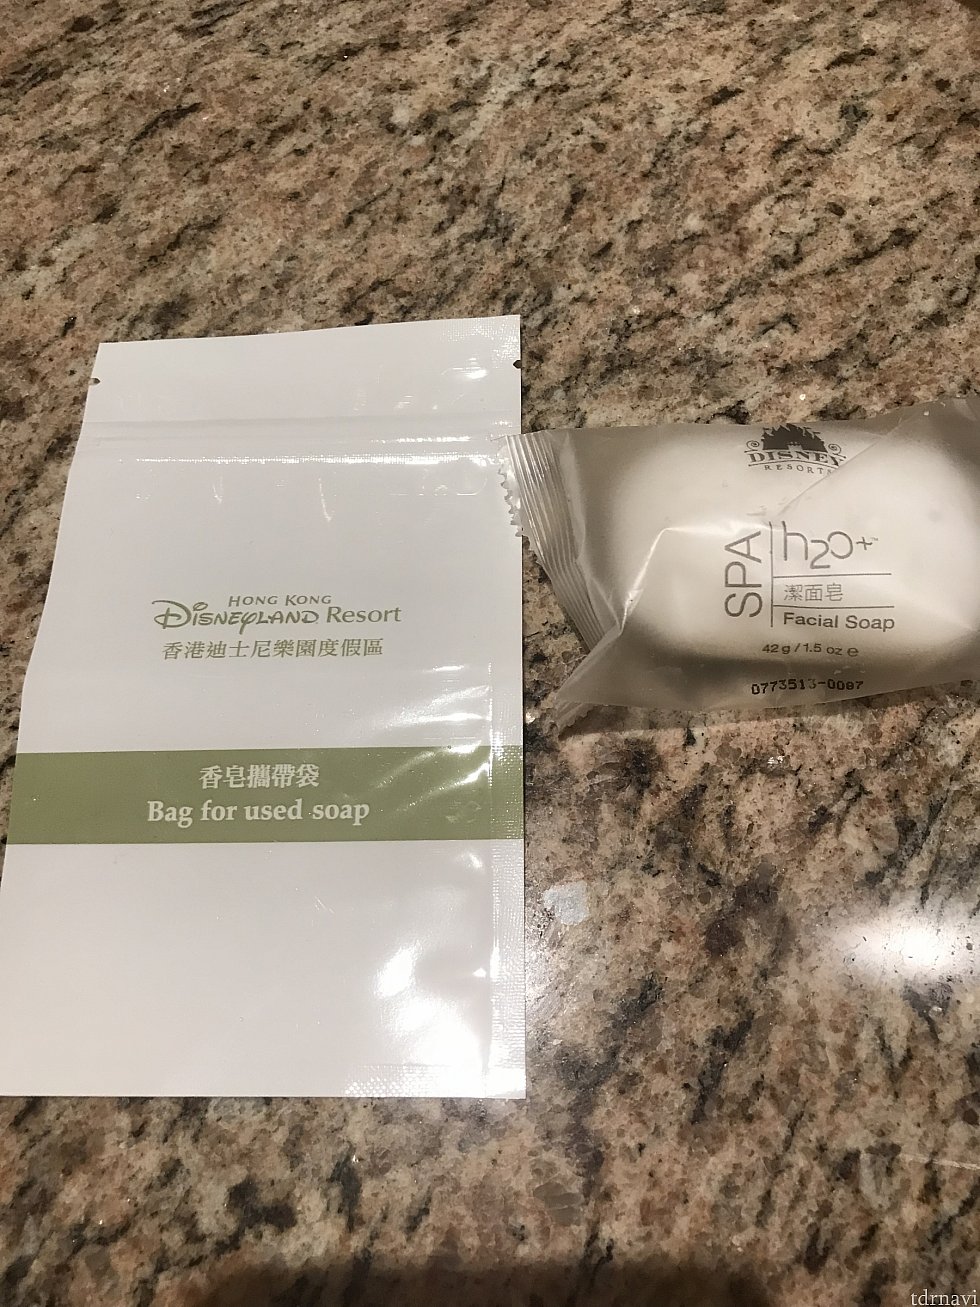 HONG KONG
DISNEYLAND Resort
香港迪士尼樂園度假區
香皂攜帶袋
Bag for used soap
DISNEY
RESORTS
SPA
h2o+™
潔面皂
Facial Soap
42 g / 1.5 oz e
0773513-0097
tdrnavi